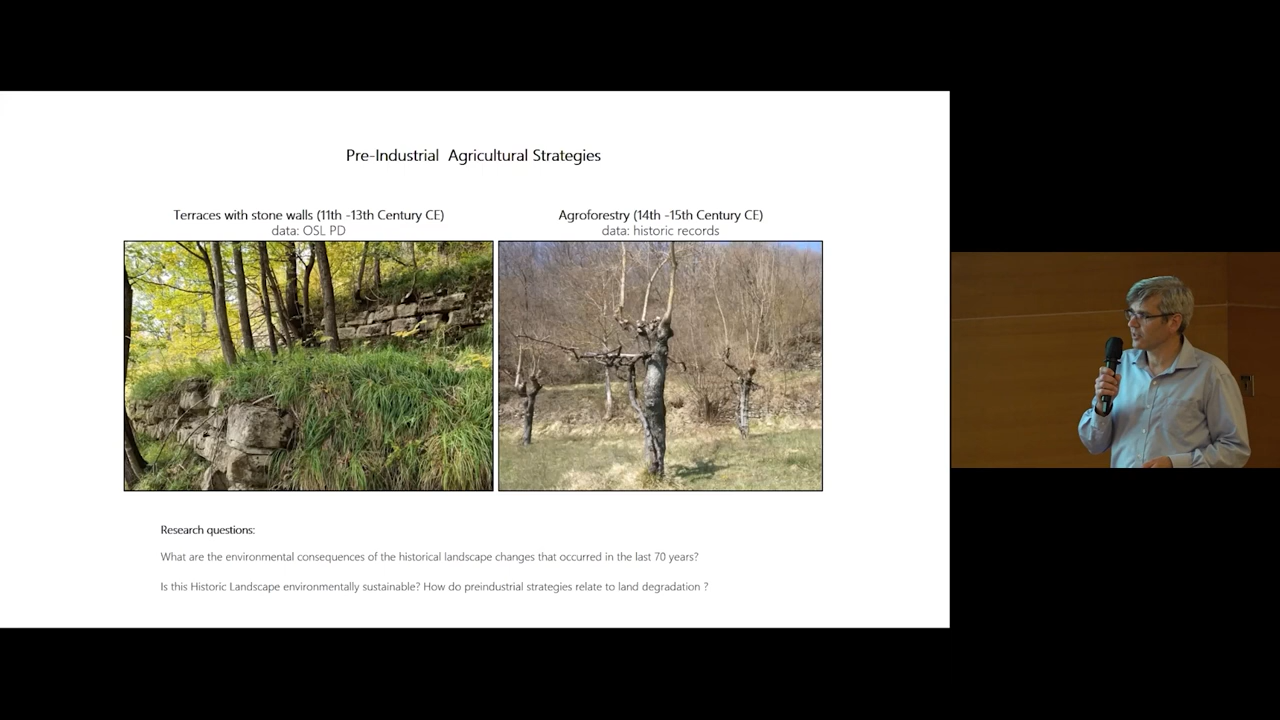 Pre-Industrial Agricultural Strategies
Terraces with stone walls (11th -13th Century CE)
data: OSL PD
Agroforestry (14th -15th Century CE)
data: historic records
Research questions:
What are the environmental consequences of the historical landscape changes that occurred in the last 70 years?
Is this Historic Landscape environmentally sustainable? How do preindustrial strategies relate to land degradation ?